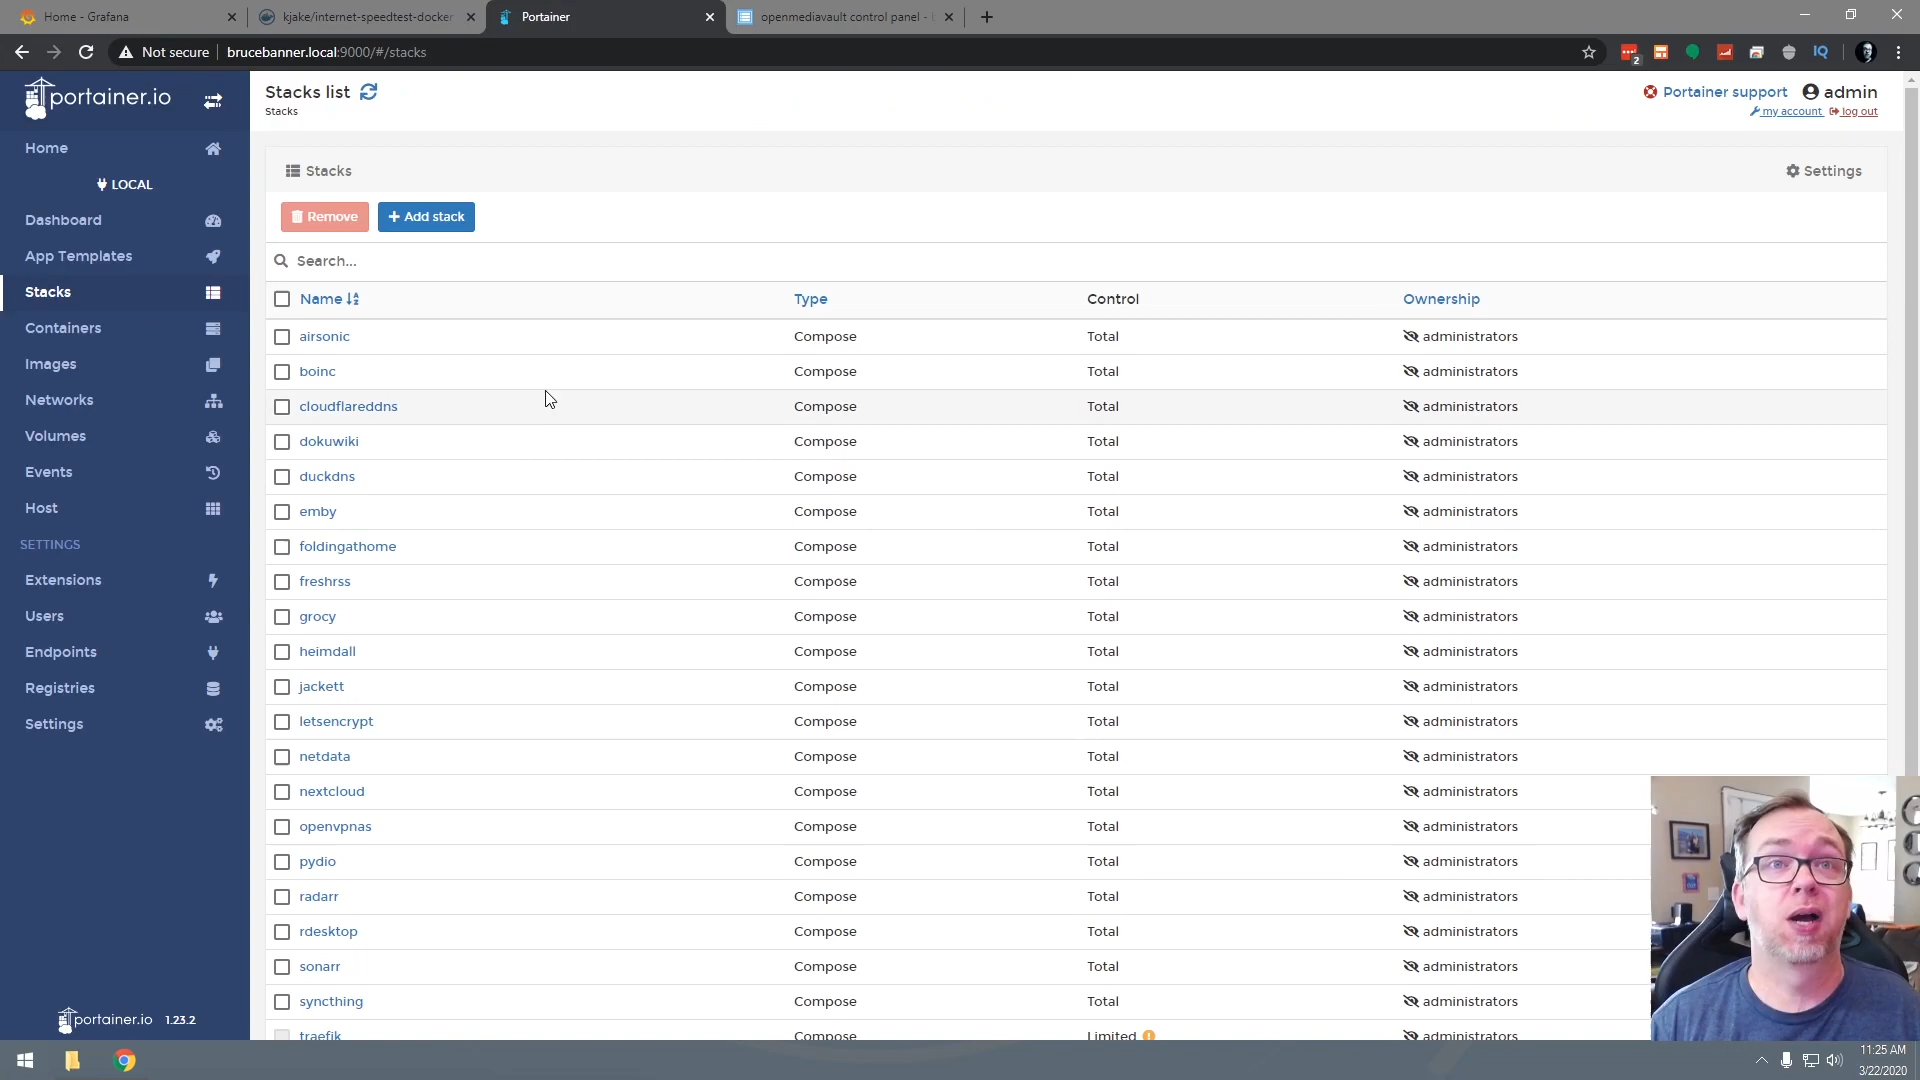 Home - Grafana
kjake/internet-speedtest-docker
Portainer
openmediavault control panel -
Not secure
brucebanner.local:9000/#/stacks
2
IQ
portainer.io
Home
LOCAL
Dashboard
App Templates
Stacks
Containers
Images
Networks
Volumes
Events
Host
SETTINGS
Extensions
Users
Endpoints
Registries
Settings
portainer.io 1.23.2
Stacks list
Stacks
Portainer support
admin
my account
log out
Stacks
Settings
Remove
Add stack
Search...
Name Type Control Ownership
airsonic Compose Total administrators
boinc Compose Total administrators
cloudflareddns Compose Total administrators
dokuwiki Compose Total administrators
duckdns Compose Total administrators
emby Compose Total administrators
foldingathome Compose Total administrators
freshrss Compose Total administrators
grocy Compose Total administrators
heimdall Compose Total administrators
jackett Compose Total administrators
letsencrypt Compose Total administrators
netdata Compose Total administrators
nextcloud Compose Total administrators
openvpnas Compose Total administrators
pydio Compose Total administrators
radarr Compose Total administrators
rdesktop Compose Total administrators
sonarr Compose Total administrators
syncthing Compose Total administrators
traefik Compose Limited administrators
11:25 AM
3/22/2020